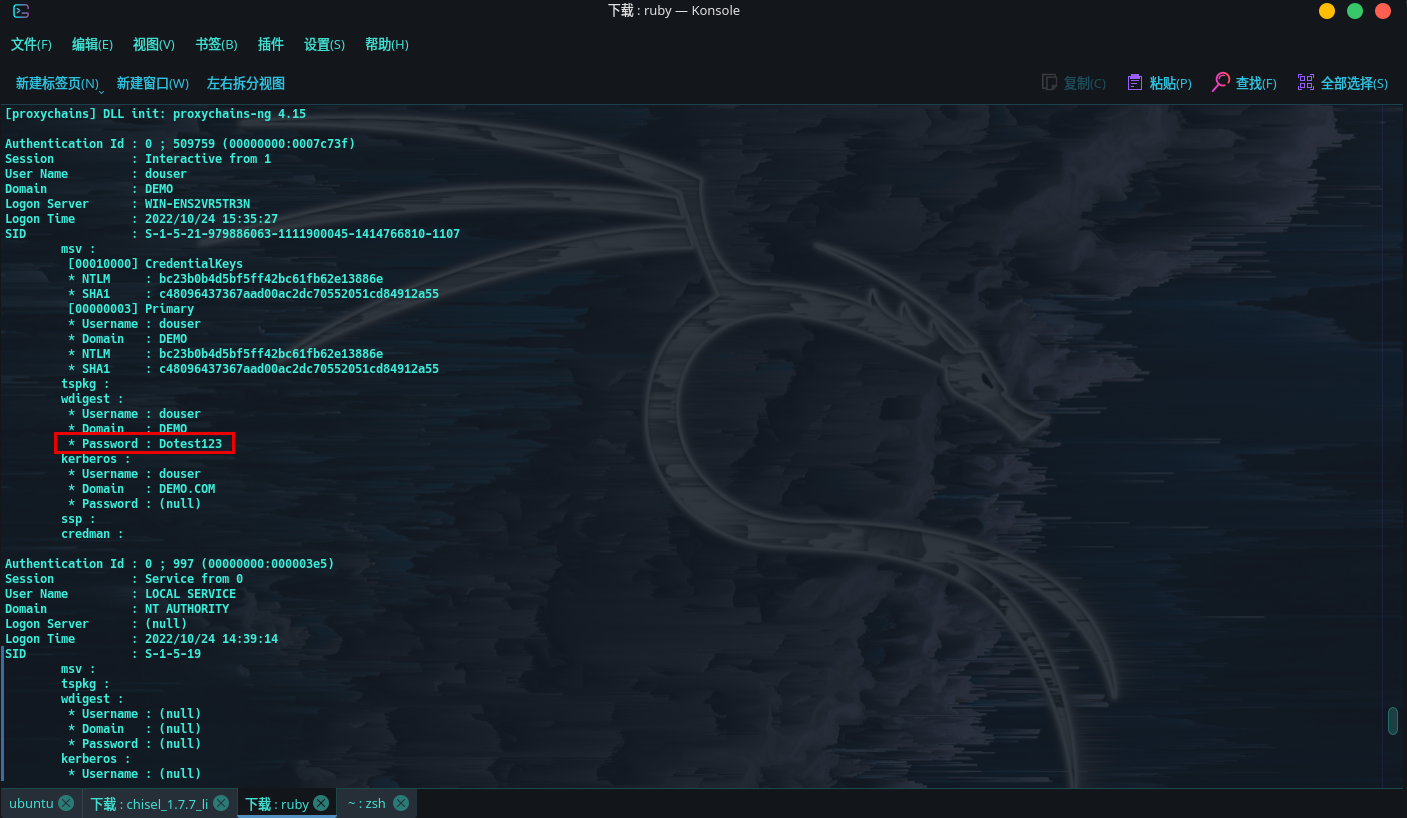 下载 : ruby — Konsole
文件(F) 编辑(E) 视图(V) 书签(B) 插件 设置(S) 帮助(H)
新建标签页(N) 新建窗口(W) 左右拆分视图 复制(C) 粘贴(P) 查找(F) 全部选择(S)
[proxychains] DLL init: proxychains-ng 4.15
Authentication Id : 0 ; 509759 (00000000:0007c73f)
Session : Interactive from 1
User Name : douser
Domain : DEMO
Logon Server : WIN-ENS2VR5TR3N
Logon Time : 2022/10/24 15:35:27
SID : S-1-5-21-979886063-1111900045-1414766810-1107
msv :
[00010000] CredentialKeys
* NTLM : bc23b0b4d5bf5ff42bc61fb62e13886e
* SHA1 : c48096437367aad00ac2dc70552051cd84912a55
[00000003] Primary
* Username : douser
* Domain : DEMO
* NTLM : bc23b0b4d5bf5ff42bc61fb62e13886e
* SHA1 : c48096437367aad00ac2dc70552051cd84912a55
tspkg :
wdigest :
* Username : douser
* Domain : DEMO
* Password : Dotest123
kerberos :
* Username : douser
* Domain : DEMO.COM
* Password : (null)
ssp :
credman :
Authentication Id : 0 ; 997 (00000000:000003e5)
Session : Service from 0
User Name : LOCAL SERVICE
Domain : NT AUTHORITY
Logon Server : (null)
Logon Time : 2022/10/24 14:39:14
SID : S-1-5-19
msv :
tspkg :
wdigest :
* Username : (null)
* Domain : (null)
* Password : (null)
kerberos :
* Username : (null)
ubuntu 下载 : chisel_1.7.7_li 下载 : ruby ~ : zsh